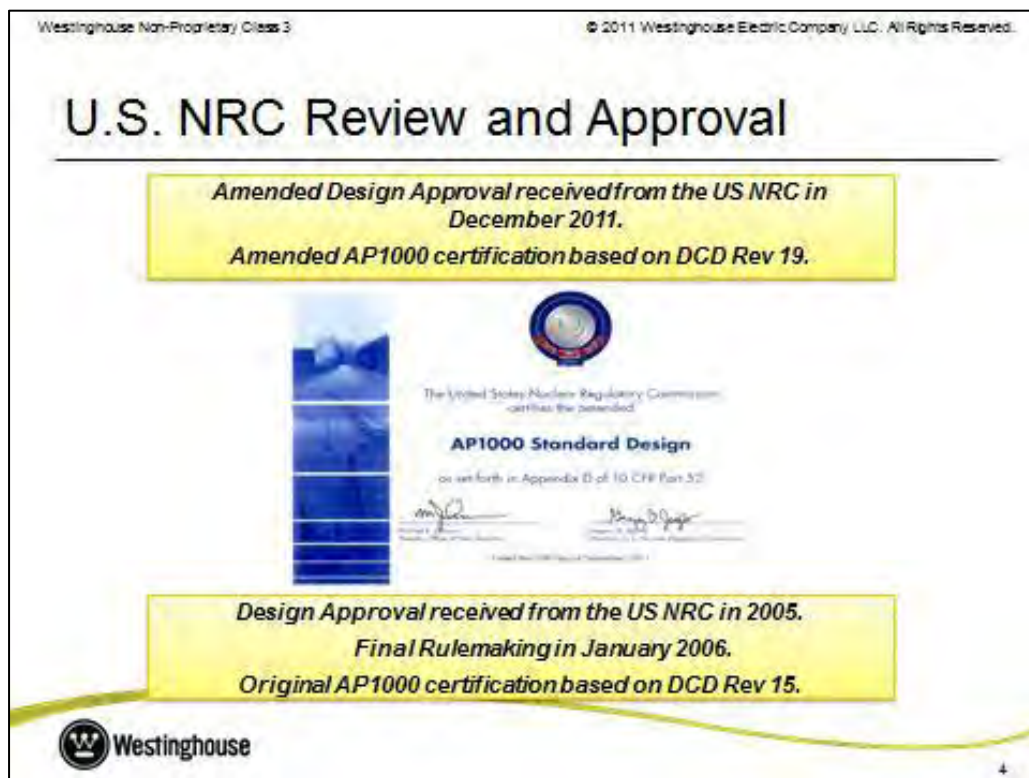 Westinghouse Non-Proprietary Class 3
© 2011 Westinghouse Electric Company LLC. All Rights Reserved.
U.S. NRC Review and Approval
Amended Design Approval received from the US NRC in
December 2011.
Amended AP1000 certification based on DCD Rev 19.
The United States Nuclear Regulatory Commission
certifies the amended
AP1000 Standard Design
as set forth in Appendix D of 10 CFR Part 52
Design Approval received from the US NRC in 2005.
Final Rulemaking in January 2006.
Original AP1000 certification based on DCD Rev 15.
W Westinghouse
4